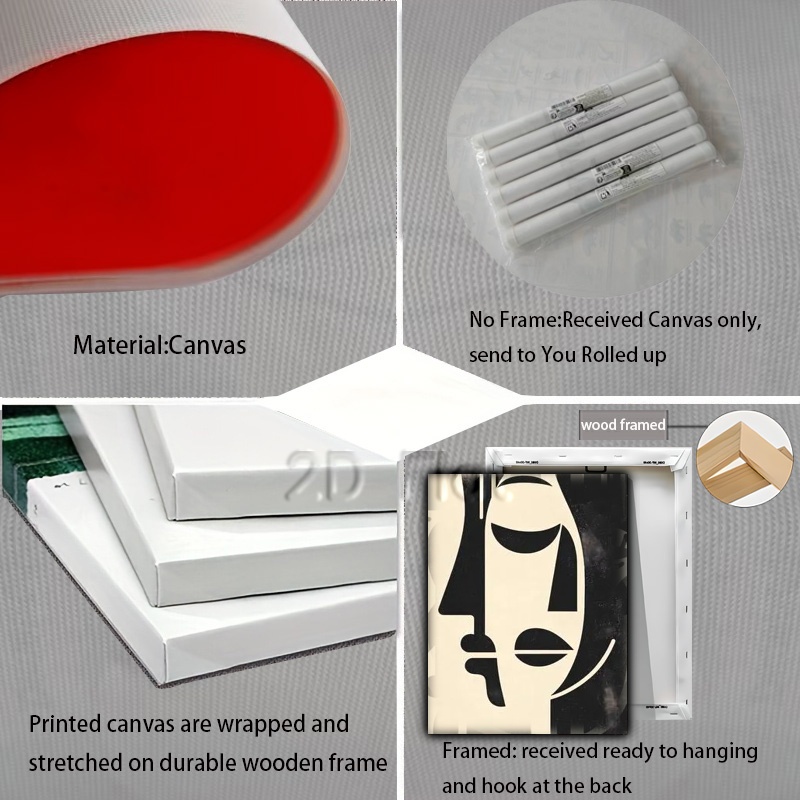 Material:Canvas
No Frame:Received Canvas only,
send to You Rolled up
2D Flat
wood framed
Printed canvas are wrapped and
stretched on durable wooden frame
Framed: received ready to hanging
and hook at the back